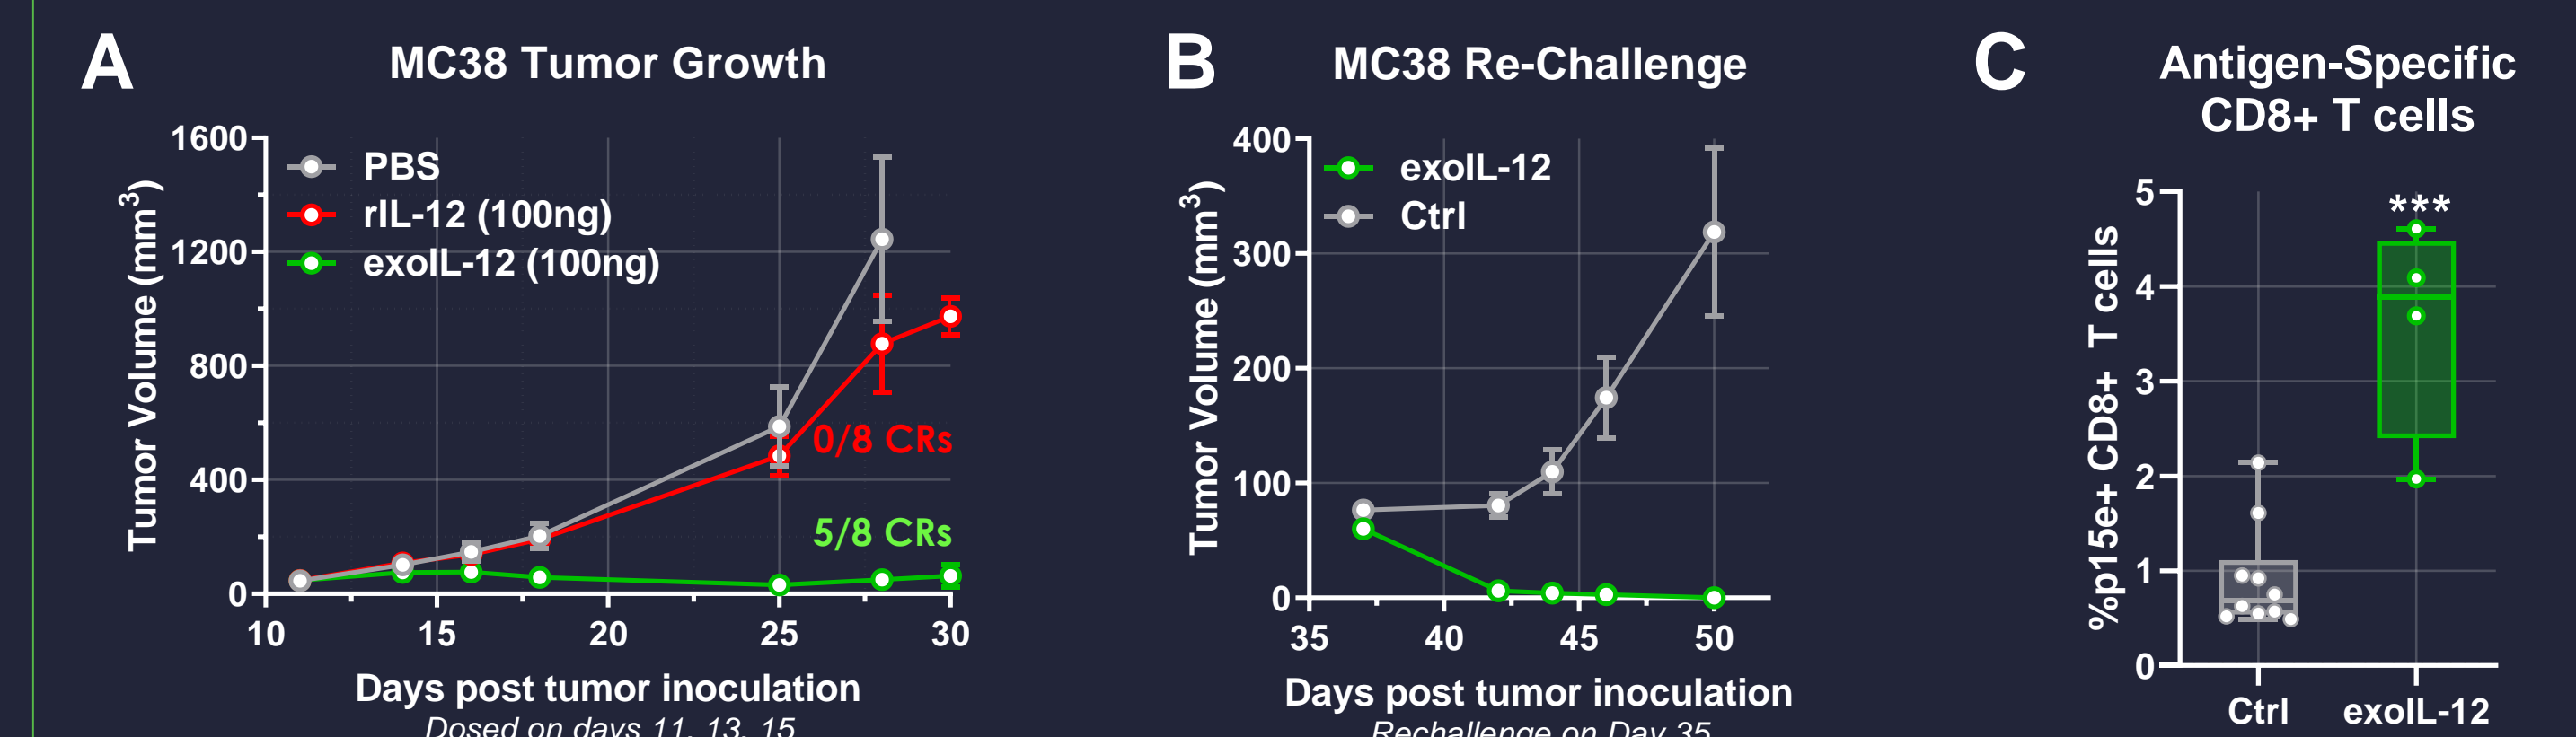 A
MC38 Tumor Growth
1600
1200
800
400
0
Tumor Volume (mm³)
PBS
rIL-12 (100ng)
exoIL-12 (100ng)
0/8 CRs
5/8 CRs
10 15 20 25 30
Days post tumor inoculation
Dosed on days 11, 13, 15
B
MC38 Re-Challenge
400
300
200
100
0
Tumor Volume (mm³)
exoIL-12
Ctrl
35 40 45 50
Days post tumor inoculation
Rechallenge on Day 35
C
Antigen-Specific
CD8+ T cells
5
4
3
2
1
0
%p15e+ CD8+ T cells
***
Ctrl exoIL-12